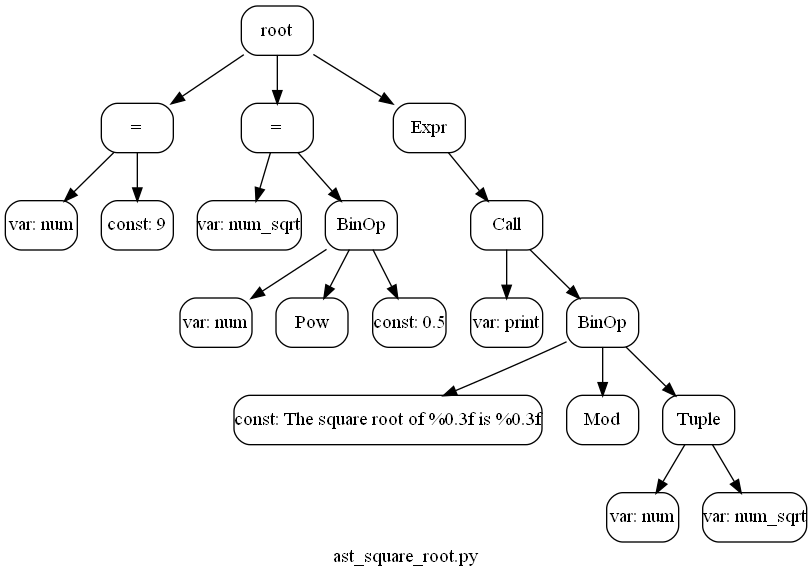 root
=
=
Expr
var: num
const: 9
var: num_sqrt
BinOp
Call
var: num
Pow
const: 0.5
var: print
BinOp
const: The square root of %0.3f is %0.3f
Mod
Tuple
var: num
var: num_sqrt
ast_square_root.py